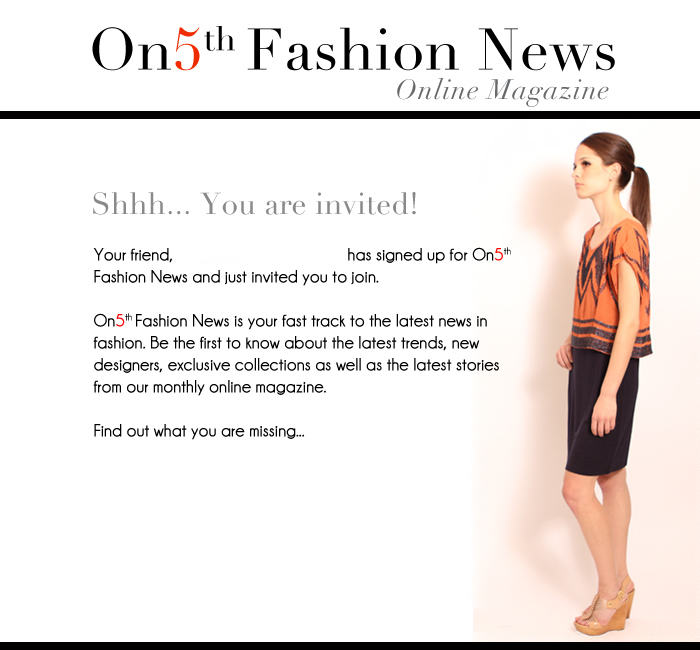 On5th Fashion News
Online Magazine
Shhh... You are invited!
Your friend, has signed up for On5th
Fashion News and just invited you to join.
On5th Fashion News is your fast track to the latest news in
fashion. Be the first to know about the latest trends, new
designers, exclusive collections as well as the latest stories
from our monthly online magazine.
Find out what you are missing...